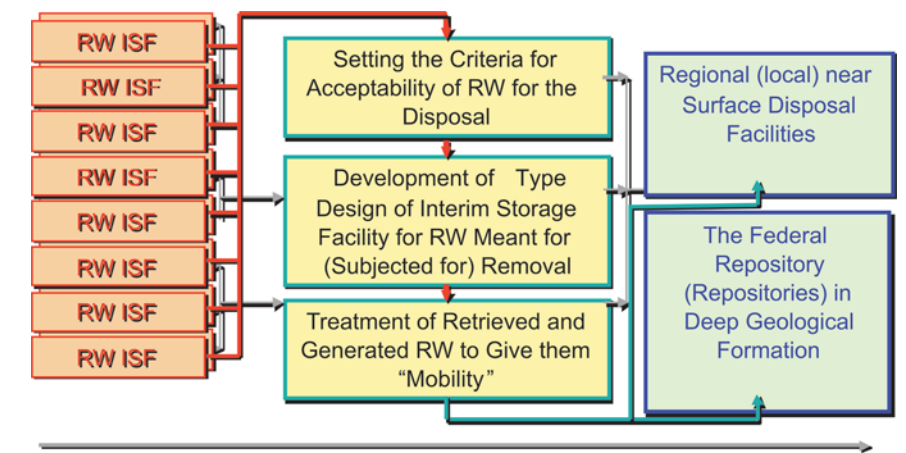 RW ISF
RW ISF
RW ISF
RW ISF
RW ISF
RW ISF
RW ISF
RW ISF
Setting the Criteria for
Acceptability of RW for the
Disposal
Development of Type
Design of Interim Storage
Facility for RW Meant for
(Subjected for) Removal
Treatment of Retrieved and
Generated RW to Give them
“Mobility”
Regional (local) near
Surface Disposal
Facilities
The Federal
Repository
(Repositories) in
Deep Geological
Formation